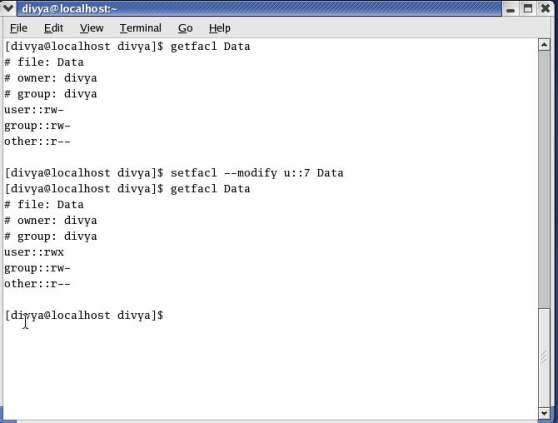 divya@localhost:~
File Edit View Terminal Go Help
[divya@localhost divya]$ getfacl Data
# file: Data
# owner: divya
# group: divya
user::rw-
group::rw-
other::r--
[divya@localhost divya]$ setfacl --modify u::7 Data
[divya@localhost divya]$ getfacl Data
# file: Data
# owner: divya
# group: divya
user::rwx
group::rw-
other::r--
[divya@localhost divya]$